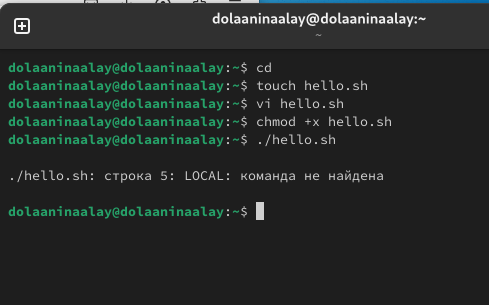 dolaaninaalay@dolaaninaalay:~
~
dolaaninaalay@dolaaninaalay:~$ cd
dolaaninaalay@dolaaninaalay:~$ touch hello.sh
dolaaninaalay@dolaaninaalay:~$ vi hello.sh
dolaaninaalay@dolaaninaalay:~$ chmod +x hello.sh
dolaaninaalay@dolaaninaalay:~$ ./hello.sh
./hello.sh: строка 5: LOCAL: команда не найдена
dolaaninaalay@dolaaninaalay:~$